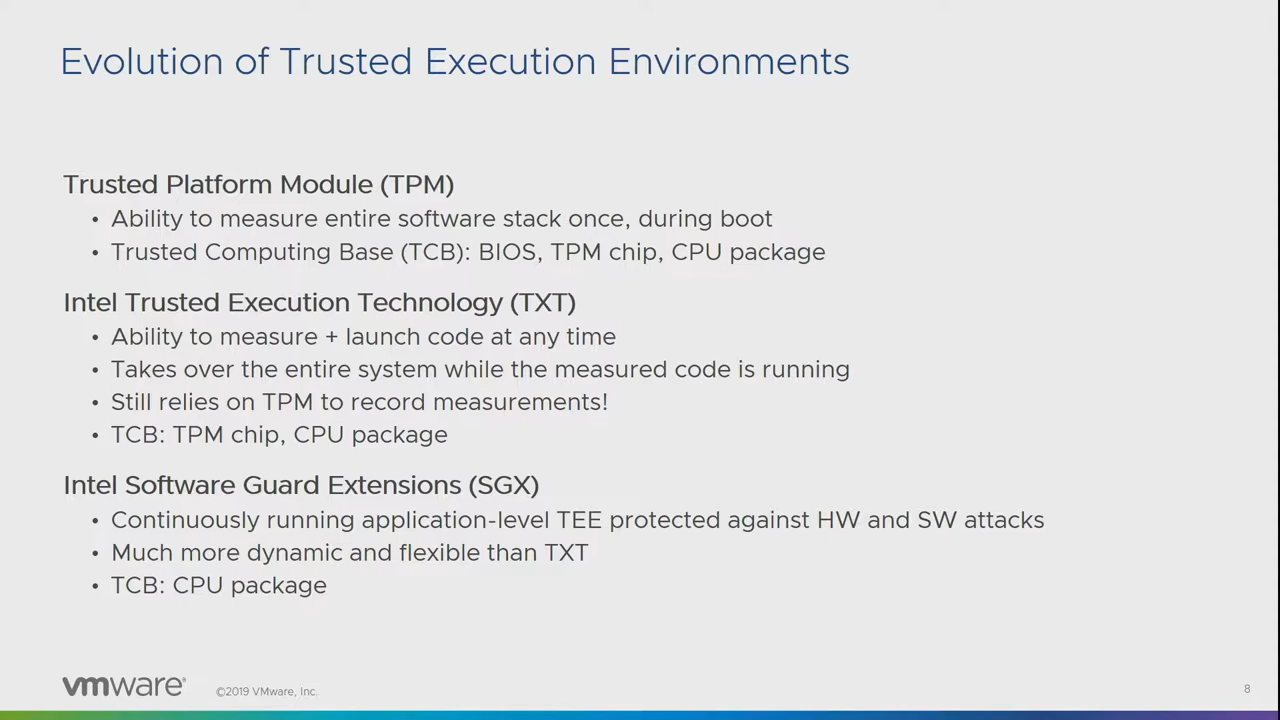 Evolution of Trusted Execution Environments
Trusted Platform Module (TPM)
• Ability to measure entire software stack once, during boot
• Trusted Computing Base (TCB): BIOS, TPM chip, CPU package
Intel Trusted Execution Technology (TXT)
• Ability to measure + launch code at any time
• Takes over the entire system while the measured code is running
• Still relies on TPM to record measurements!
• TCB: TPM chip, CPU package
Intel Software Guard Extensions (SGX)
• Continuously running application-level TEE protected against HW and SW attacks
• Much more dynamic and flexible than TXT
• TCB: CPU package
vmware® ©2019 VMware, Inc. 8